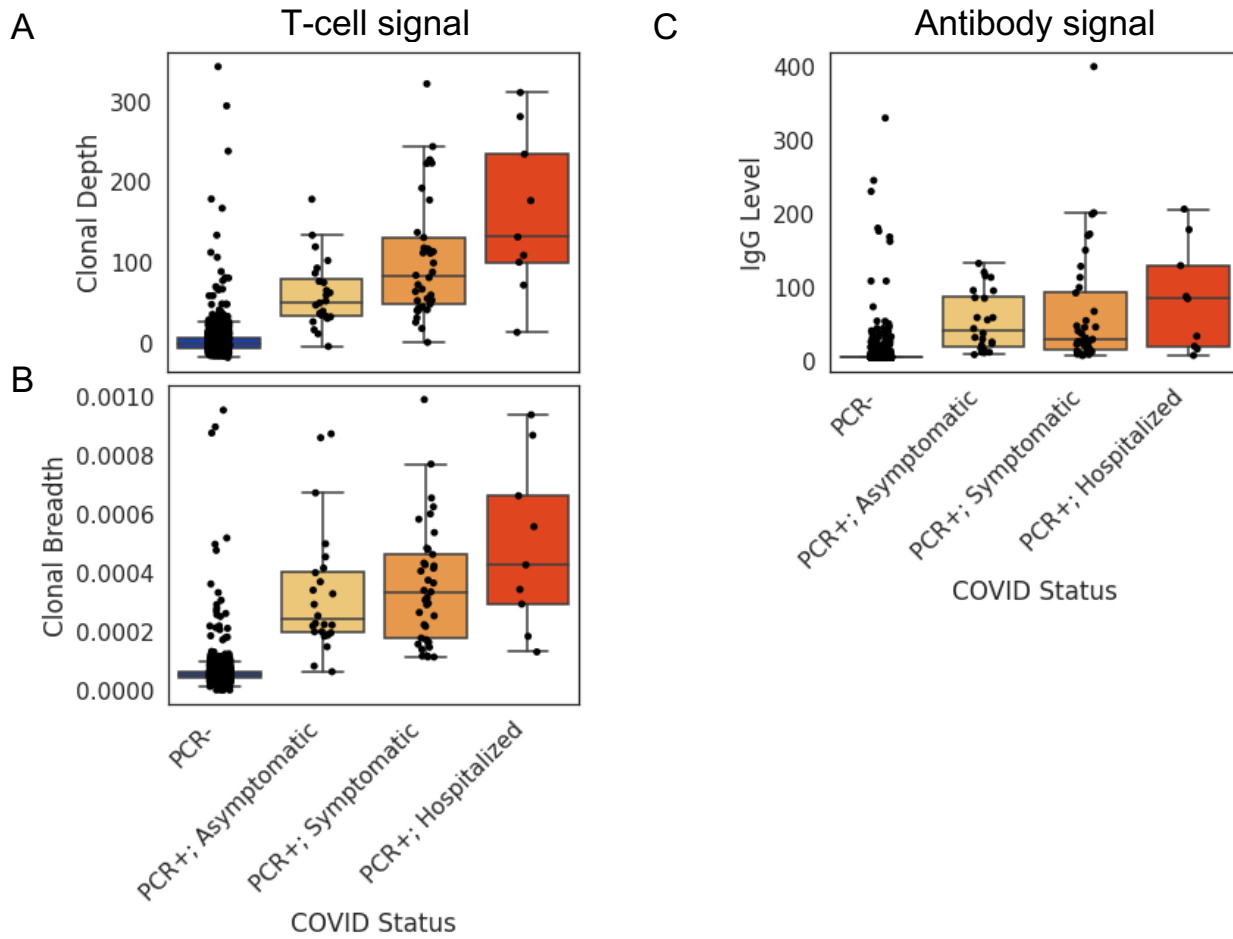 A
T-cell signal
Clonal Depth
300
200
100
0
B
Clonal Breadth
0.0010
0.0008
0.0006
0.0004
0.0002
0.0000
PCR-
PCR+; Asymptomatic
PCR+; Symptomatic
PCR+; Hospitalized
COVID Status
C
Antibody signal
IgG Level
400
300
200
100
0
PCR-
PCR+; Asymptomatic
PCR+; Symptomatic
PCR+; Hospitalized
COVID Status